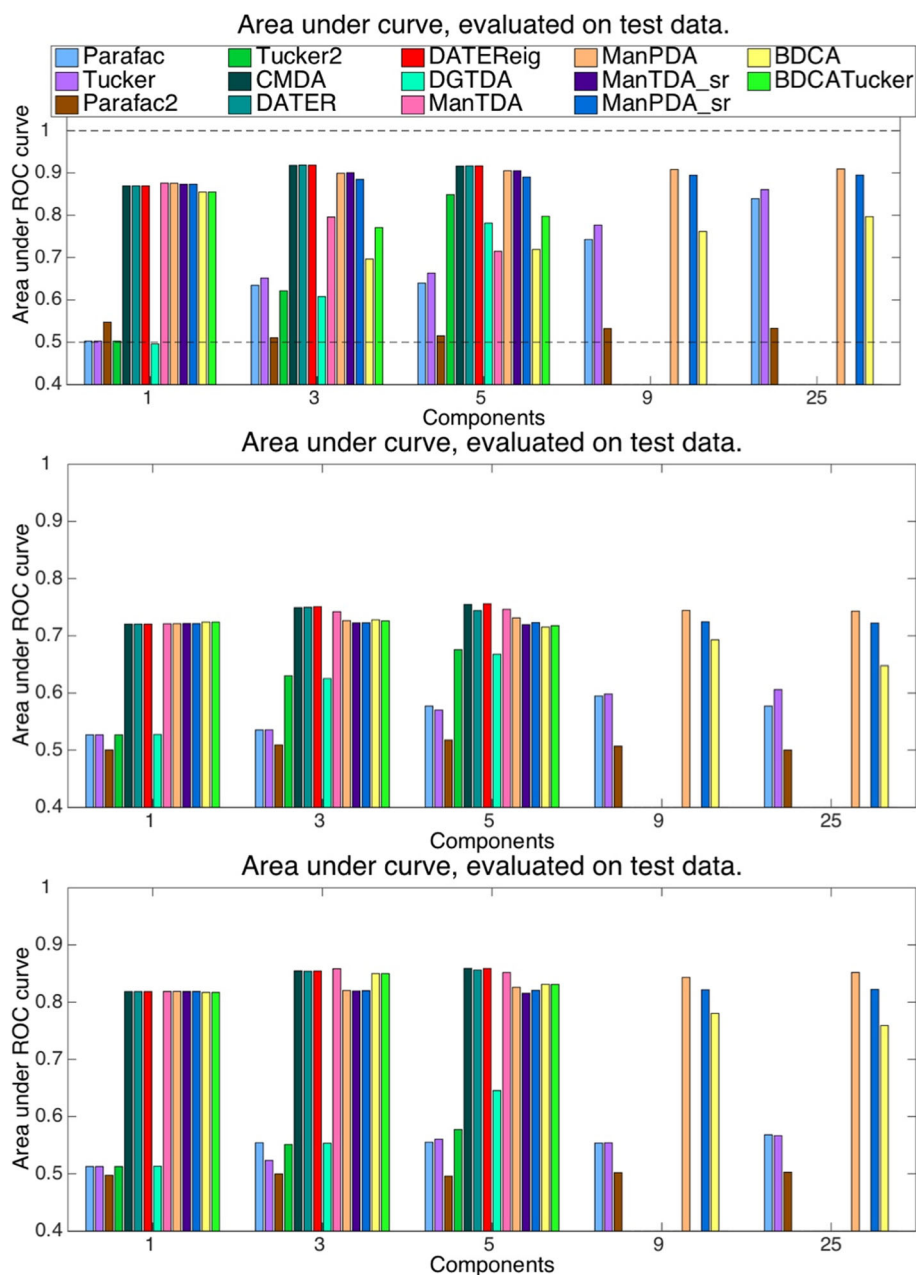 Area under curve, evaluated on test data.
Parafac Tucker2 DATEReig ManPDA BDCA
Tucker CMDA DGTDA ManTDA_sr BDCATucker
Parafac2 DATER ManTDA ManPDA_sr
1
0.9
0.8
0.7
0.6
0.5
0.4
Area under ROC curve
1 3 5 9 25
Components
Area under curve, evaluated on test data.
1
0.9
0.8
0.7
0.6
0.5
0.4
Area under ROC curve
1 3 5 9 25
Components
Area under curve, evaluated on test data.
1
0.9
0.8
0.7
0.6
0.5
0.4
Area under ROC curve
1 3 5 9 25
Components